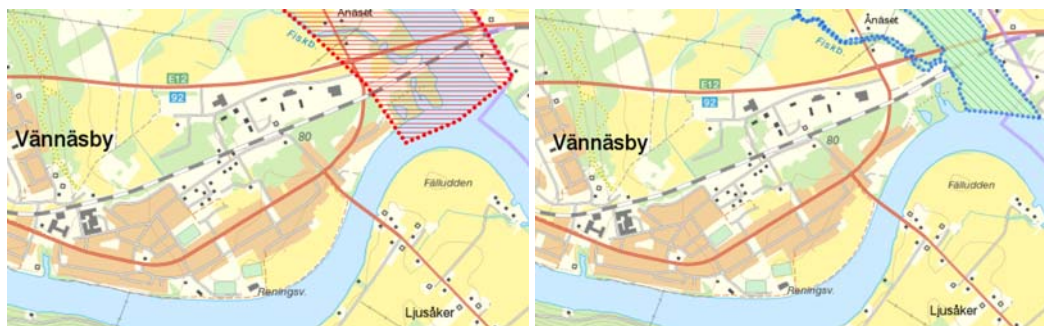 Ånäset
Fiskb.
E12
92
Vännäsby
80
Fälludden
Reningsv.
Ljusåker
Ånäset
Fiskb.
E12
92
Vännäsby
80
Fälludden
Reningsv.
Ljusåker